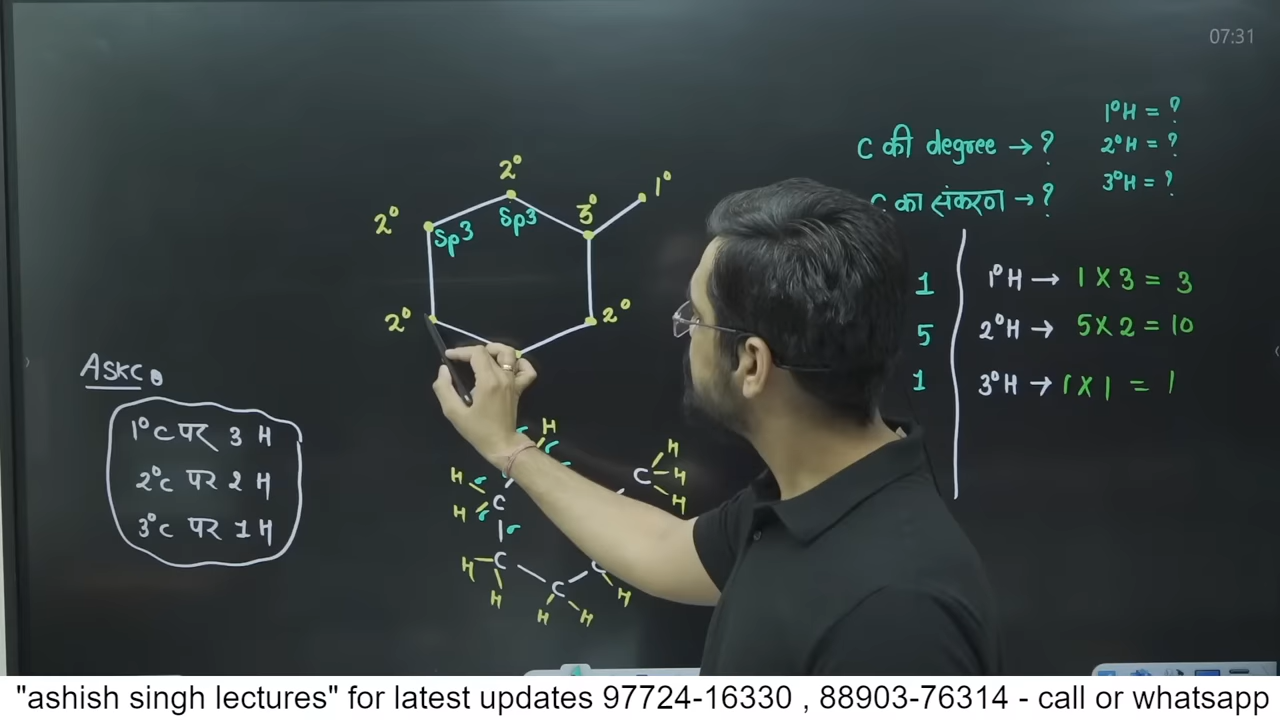 07:31
1°H = ?
C की degree → ?
2°H = ?
3°H = ?
C का संकरण → ?
2°
1°
2°
3°
Sp3
Sp3
2°
2°
1
1°H → 1 X 3 = 3
5
2°H → 5 X 2 = 10
1
3°H → 1 X 1 = 1
ASKC
1°C पर 3 H
2°C पर 2 H
3°C पर 1 H
H
σ σ
H σ
H σ C
C H
H
H
σ
H C
H
C
H H
C
H
"ashish singh lectures" for latest updates 97724-16330 , 88903-76314 - call or whatsapp